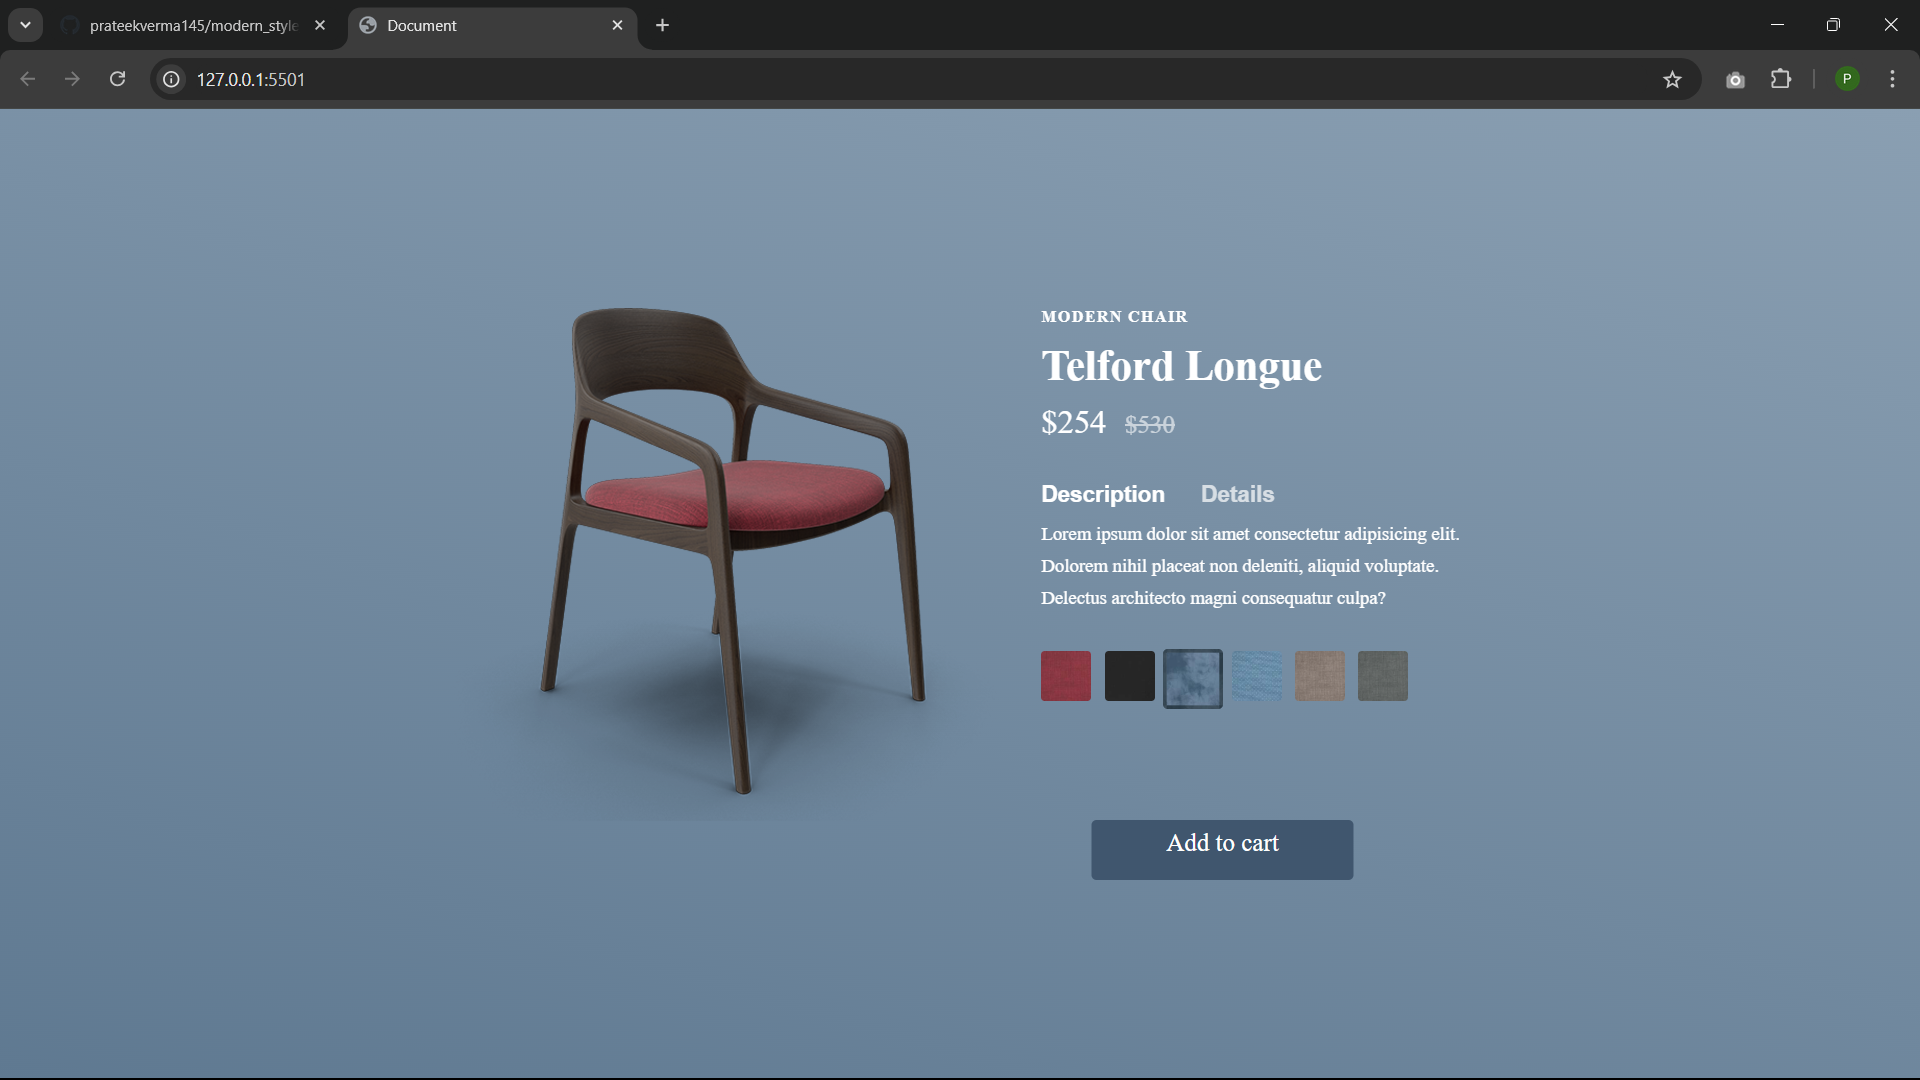 prateekverma145/modern_style
Document
127.0.0.1:5501
P
MODERN CHAIR
Telford Longue
$254 $530
Description Details
Lorem ipsum dolor sit amet consectetur adipisicing elit.
Dolorem nihil placeat non deleniti, aliquid voluptate.
Delectus architecto magni consequatur culpa?
Add to cart